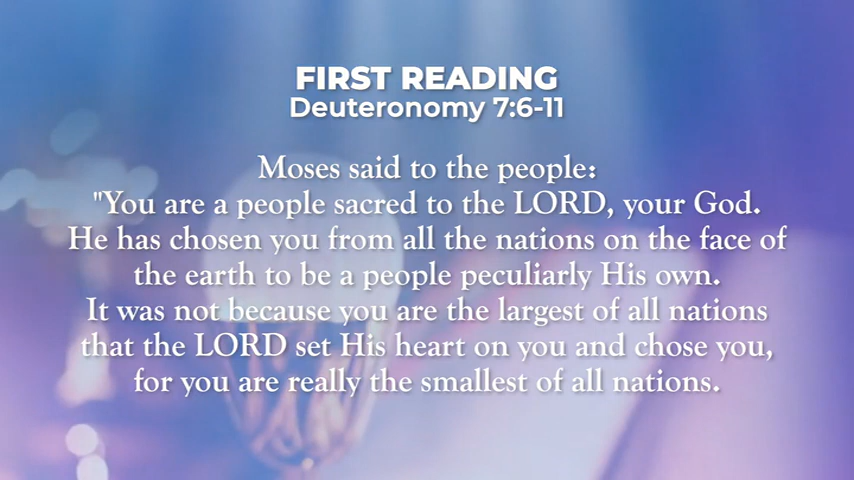 FIRST READING
Deuteronomy 7:6-11
Moses said to the people:
"You are a people sacred to the LORD, your God.
He has chosen you from all the nations on the face of
the earth to be a people peculiarly His own.
It was not because you are the largest of all nations
that the LORD set His heart on you and chose you,
for you are really the smallest of all nations.